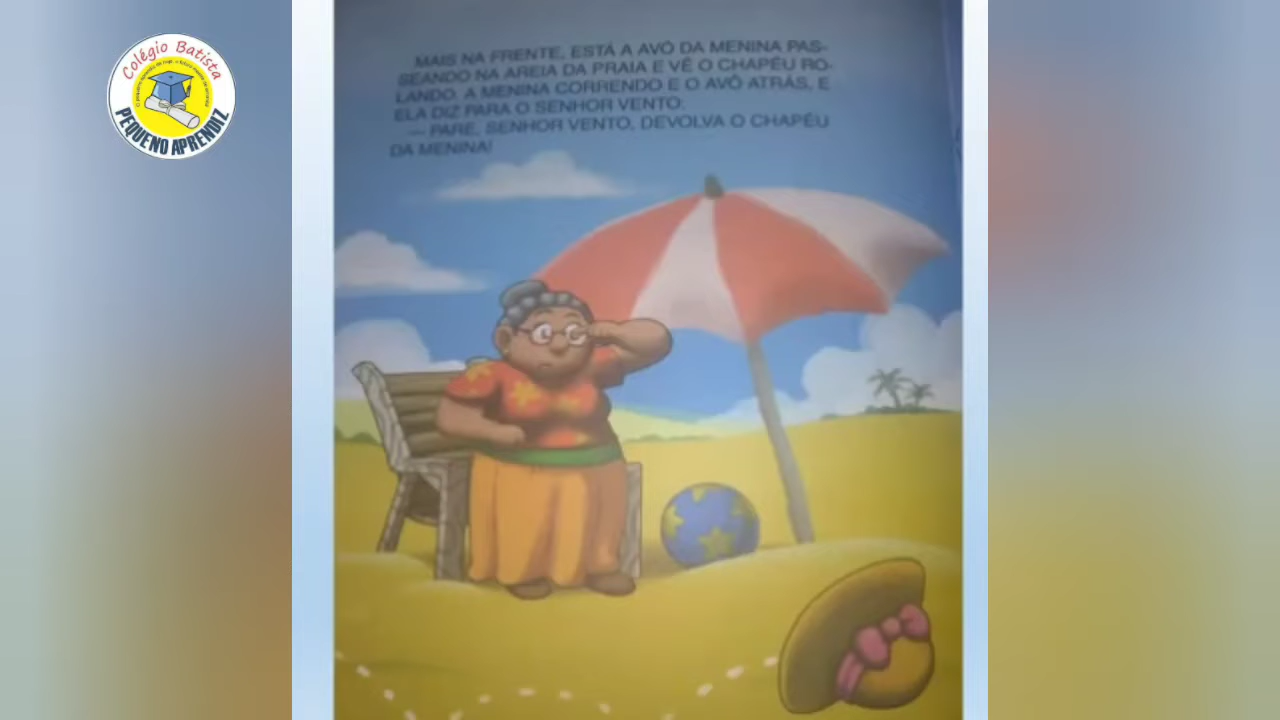 Colégio Batista
PEQUENO APRENDIZ
MAIS NA FRENTE, ESTÁ A AVÓ DA MENINA PAS-
SEANDO NA AREIA DA PRAIA E VÊ O CHAPÉU RO-
LANDO. A MENINA CORRENDO E O AVÔ ATRÁS, E
ELA DIZ PARA O SENHOR VENTO:
— PARE, SENHOR VENTO, DEVOLVA O CHAPÉU
DA MENINA!